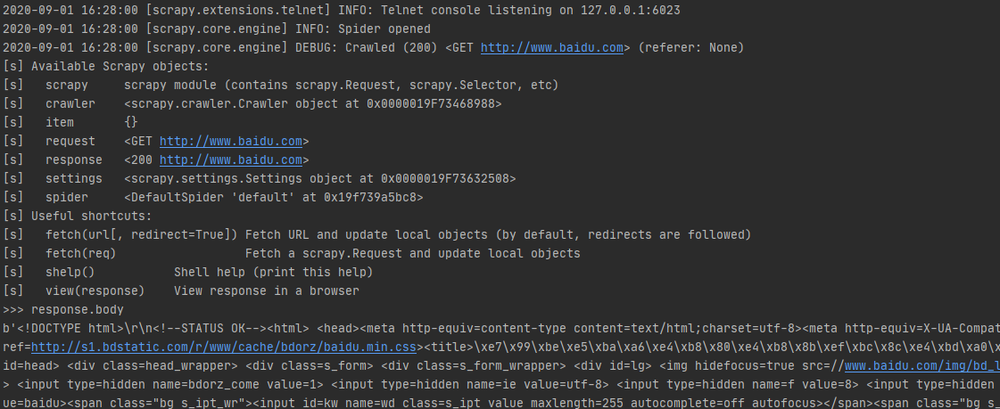 2020-09-01 16:28:00 [scrapy.extensions.telnet] INFO: Telnet console listening on 127.0.0.1:6023
2020-09-01 16:28:00 [scrapy.core.engine] INFO: Spider opened
2020-09-01 16:28:00 [scrapy.core.engine] DEBUG: Crawled (200) <GET http://www.baidu.com> (referer: None)
[s] Available Scrapy objects:
[s]   scrapy     scrapy module (contains scrapy.Request, scrapy.Selector, etc)
[s]   crawler    <scrapy.crawler.Crawler object at 0x0000019F73468988>
[s]   item       {}
[s]   request    <GET http://www.baidu.com>
[s]   response   <200 http://www.baidu.com>
[s]   settings   <scrapy.settings.Settings object at 0x0000019F73632508>
[s]   spider     <DefaultSpider 'default' at 0x19f739a5bc8>
[s] Useful shortcuts:
[s]   fetch(url[, redirect=True]) Fetch URL and update local objects (by default, redirects are followed)
[s]   fetch(req)                  Fetch a scrapy.Request and update local objects
[s]   shelp()           Shell help (print this help)
[s]   view(response)    View response in a browser
>>> response.body
b'<!DOCTYPE html>\r\n<!--STATUS OK--><html> <head><meta http-equiv=content-type content=text/html;charset=utf-8><meta http-equiv=X-UA-Compat
ref=http://s1.bdstatic.com/r/www/cache/bdorz/baidu.min.css><title>\xe7\x99\xbe\xe5\xba\xa6\xe4\xb8\x80\xe4\xb8\x8b\xef\xbc\x8c\xe4\xbd\xa0\x
id=head> <div class=head_wrapper> <div class=s_form> <div class=s_form_wrapper> <div id=lg> <img hidefocus=true src=//www.baidu.com/img/bd_l
> <input type=hidden name=bdorz_come value=1> <input type=hidden name=ie value=utf-8> <input type=hidden name=f value=8> <input type=hidden
ue=baidu><span class="bg s_ipt_wr"><input id=kw name=wd class=s_ipt value maxlength=255 autocomplete=off autofocus></span><span class="bg s_